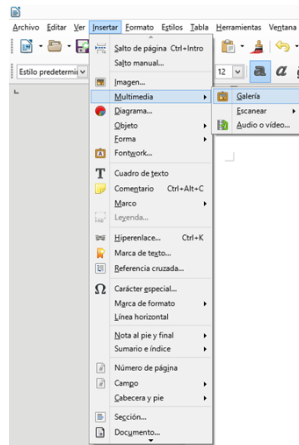 Archivo Editar Ver Insertar Formato Estilos Tabla Herramientas Ventana
Estilo predetermi
12
a a
Salto de página Ctrl+Intro
Salto manual...
Imagen...
Multimedia
Galería
Escanear
Audio o vídeo...
Diagrama...
Objeto
Forma
Fontwork...
Cuadro de texto
Comentario Ctrl+Alt+C
Marco
Leyenda...
Hiperenlace... Ctrl+K
Marca de texto...
Referencia cruzada...
Carácter especial...
Marca de formato
Línea horizontal
Nota al pie y final
Sumario e índice
Número de página
Campo
Cabecera y pie
Sección...
Documento...